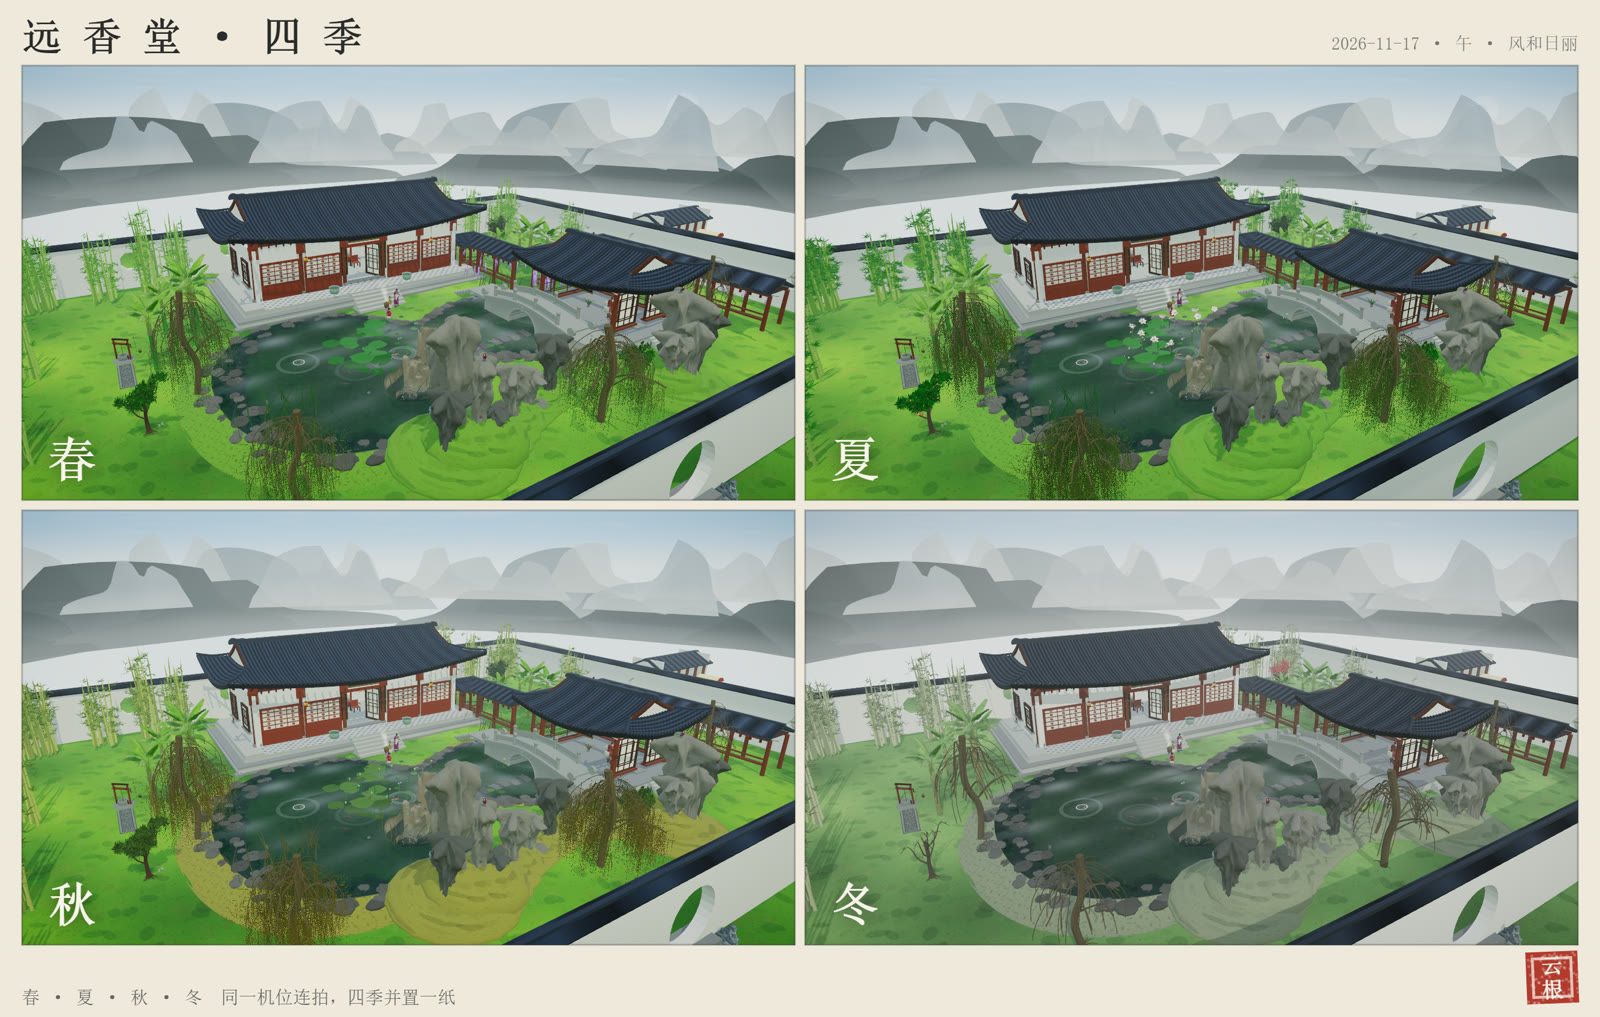 远香堂·四季
2026-11-17 · 午 · 风和日丽
春
夏
秋
冬
春 · 夏 · 秋 · 冬 同一机位连拍，四季并置一纸
云根